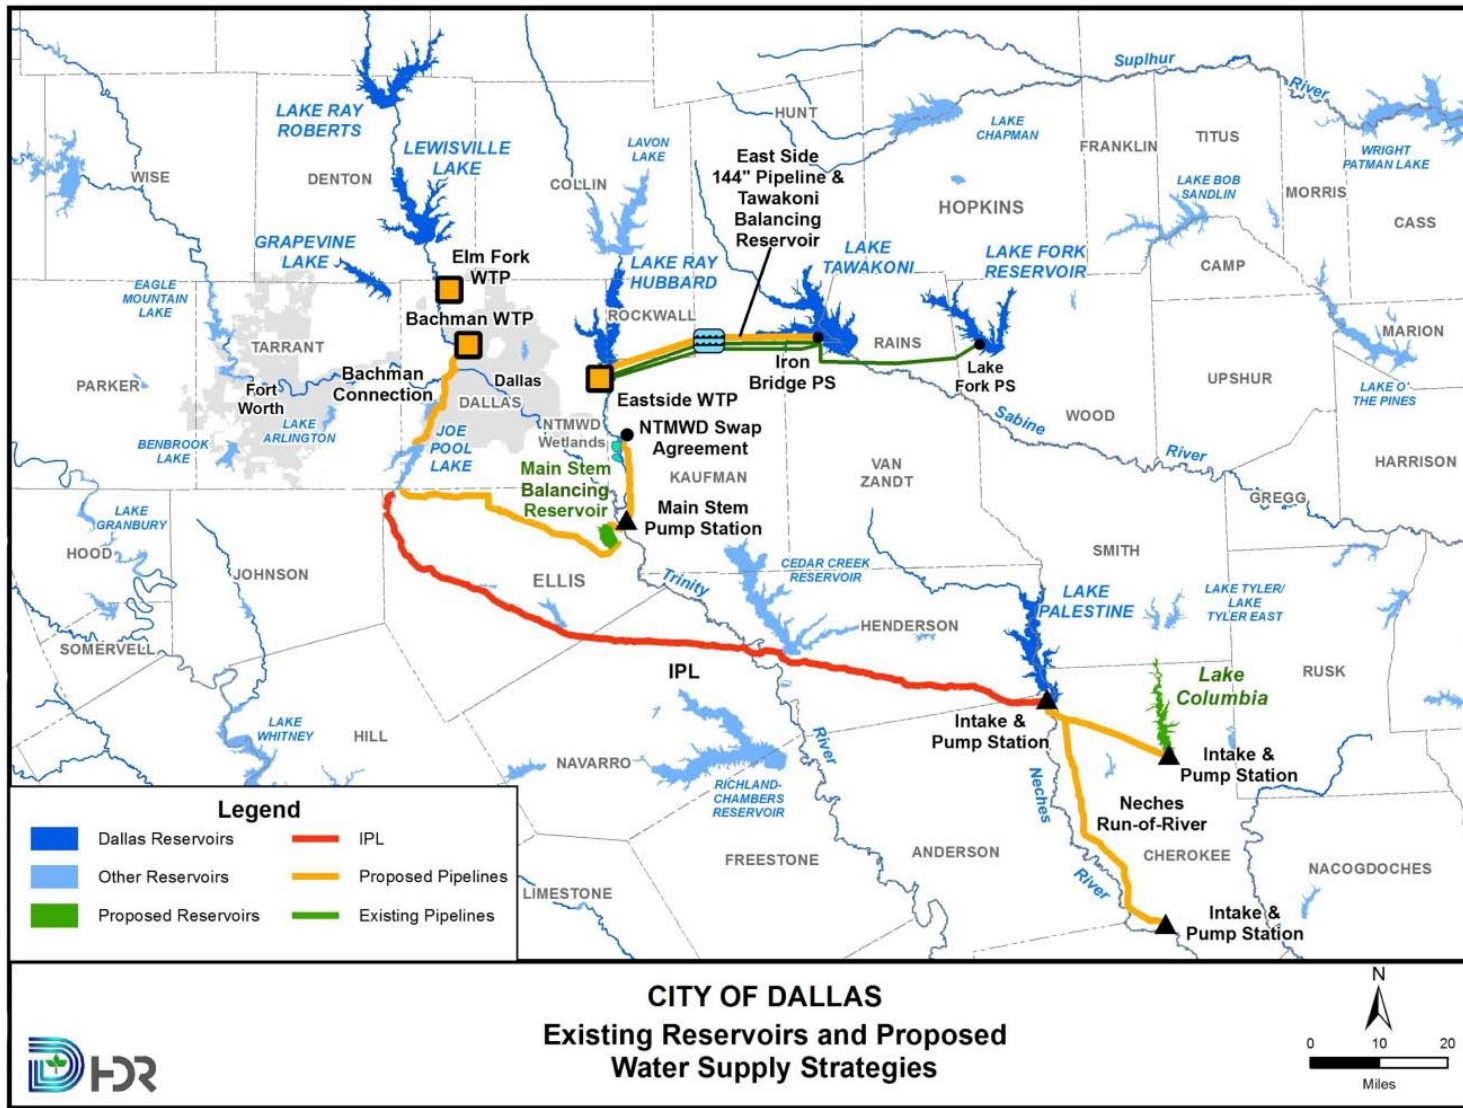 Suplhur
River
LAKE RAY
ROBERTS
HUNT
LAKE
CHAPMAN
TITUS
FRANKLIN
WRIGHT
PATMAN LAKE
LEWISVILLE
LAKE
LAVON
LAKE
East Side
144" Pipeline &
Tawakoni
Balancing
Reservoir
WISE
DENTON
COLLIN
LAKE BOB
SANDLIN
MORRIS
HOPKINS
CASS
GRAPEVINE
LAKE
Elm Fork
WTP
LAKE RAY
HUBBARD
LAKE
TAWAKONI
LAKE FORK
RESERVOIR
CAMP
EAGLE
MOUNTAIN
LAKE
Bachman WTP
ROCKWALL
MARION
TARRANT
RAINS
Iron
Bridge PS
Lake
Fork PS
UPSHUR
PARKER
Fort
Worth
Bachman
Connection
Dallas
DALLAS
Eastside WTP
LAKE O'
THE PINES
WOOD
Sabine
River
LAKE
ARLINGTON
BENBROOK
LAKE
JOE
POOL
LAKE
NTMWD
Wetlands
NTMWD Swap
Agreement
Main Stem
Balancing
Reservoir
KAUFMAN
VAN
ZANDT
HARRISON
GREGG
LAKE
GRANBURY
Main Stem
Pump Station
HOOD
JOHNSON
ELLIS
Trinity
CEDAR CREEK
RESERVOIR
SMITH
LAKE
PALESTINE
LAKE TYLER/
LAKE
TYLER EAST
HENDERSON
SOMERVELL
RUSK
IPL
Lake
Columbia
LAKE
WHITNEY
HILL
River
Intake &
Pump Station
Intake &
Pump Station
NAVARRO
RICHLAND-
CHAMBERS
RESERVOIR
Neches
Neches
Run-of-River
FREESTONE
ANDERSON
CHEROKEE
NACOGDOCHES
LIMESTONE
River
Intake &
Pump Station
Legend
Dallas Reservoirs
IPL
Other Reservoirs
Proposed Pipelines
Proposed Reservoirs
Existing Pipelines
CITY OF DALLAS
Existing Reservoirs and Proposed
Water Supply Strategies
HDR
N
0 10 20
Miles